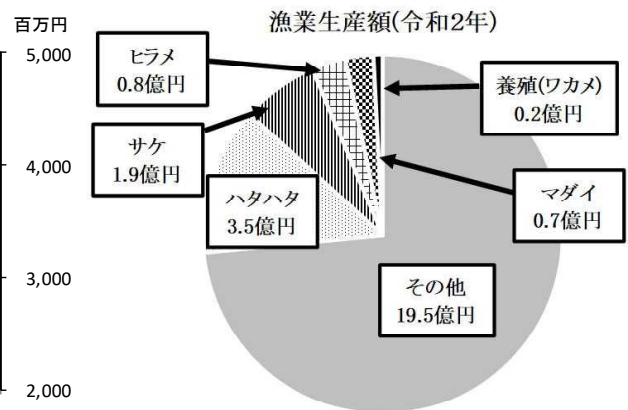 漁業生産額(令和2年)
百万円
5,000
4,000
3,000
2,000
ヒラメ
0.8億円
サケ
1.9億円
ハタハタ
3.5億円
養殖(ワカメ)
0.2億円
マダイ
0.7億円
その他
19.5億円